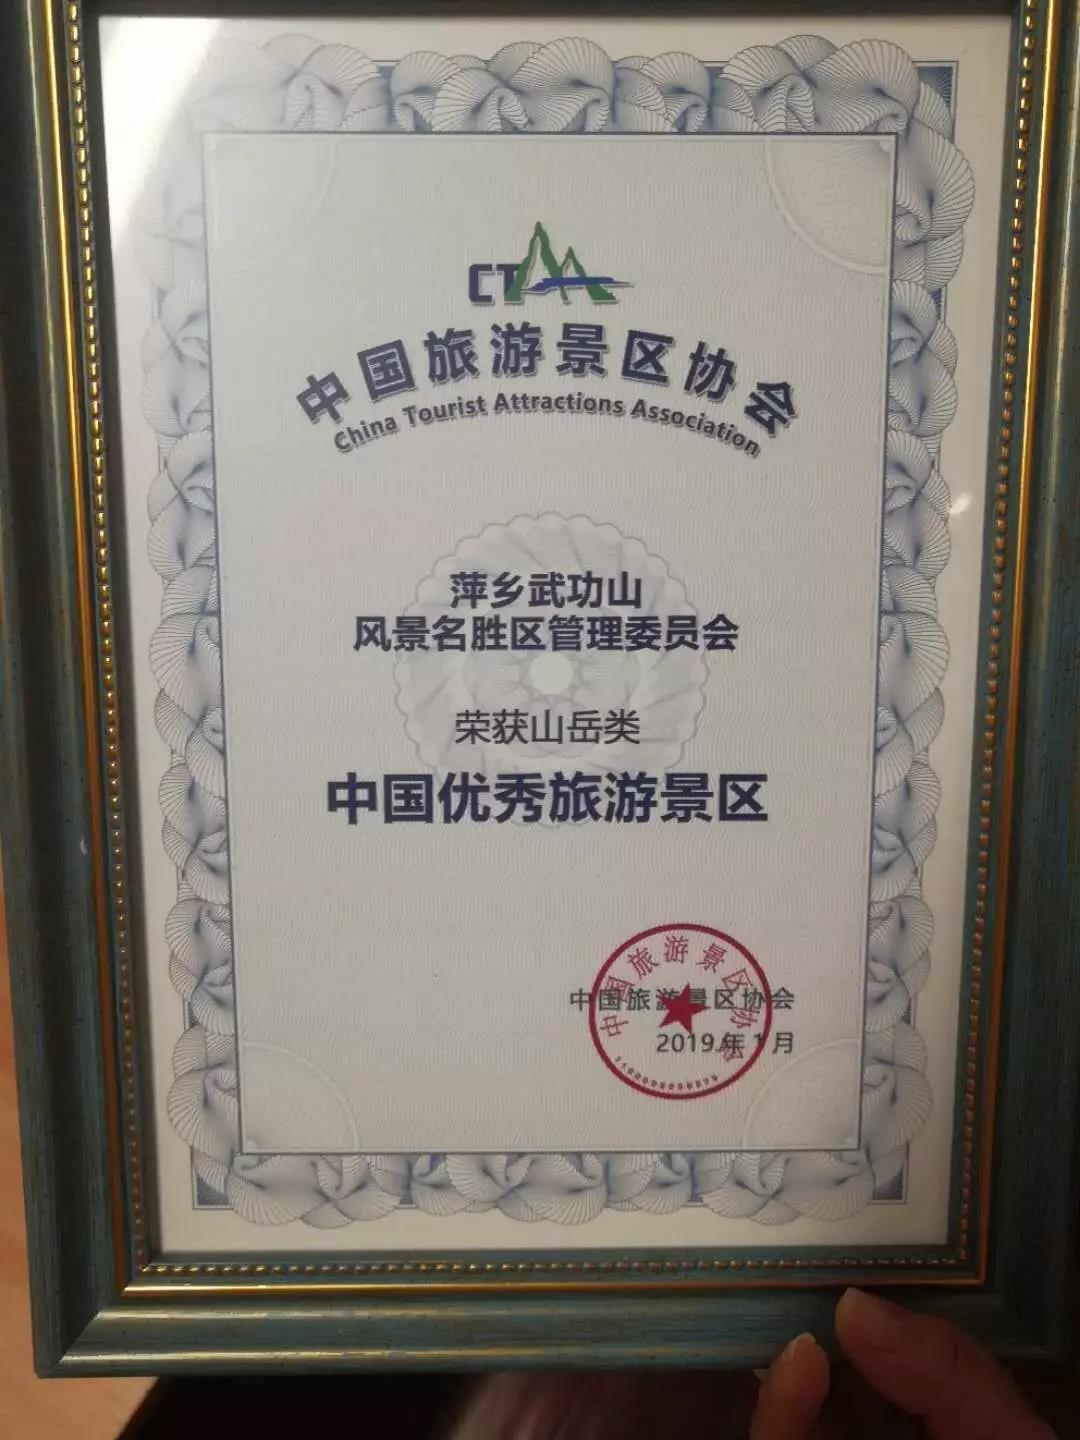 CTA
中国旅游景区协会
China Tourist Attractions Association
萍乡武功山
风景名胜区管理委员会
荣获山岳类
中国优秀旅游景区
中国旅游景区协会
2019年1月
中国旅游景区协会